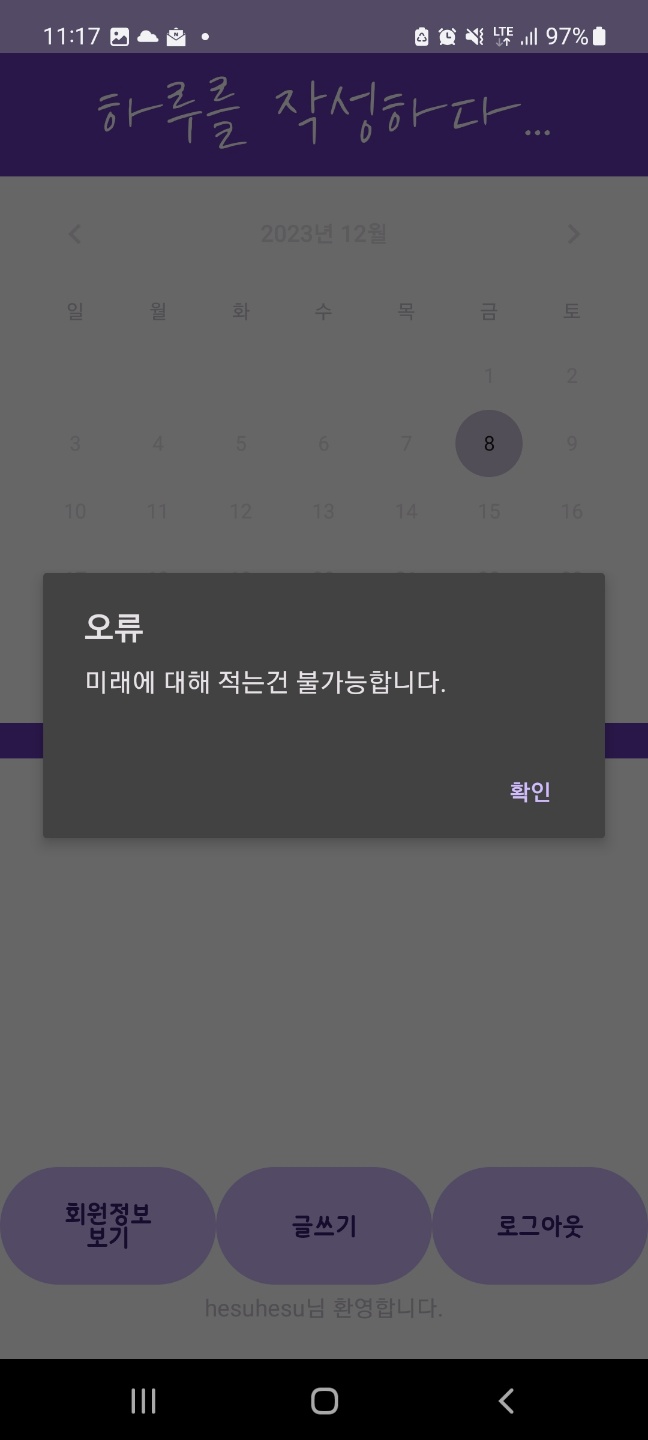 11:17 LTE 97%
하루를 작성하다...
2023년 12월
일 월 화 수 목 금 토
1 2
3 4 5 6 7 8 9
10 11 12 13 14 15 16
오류
미래에 대해 적는건 불가능합니다.
확인
회원정보
보기
글쓰기
로그아웃
hesuhesu님 환영합니다.